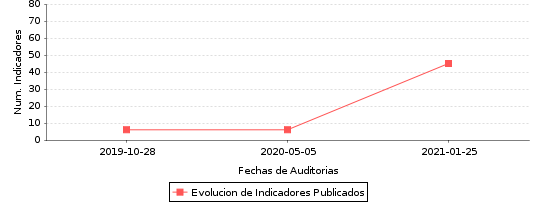 80
70
60
50
40
30
20
10
0
Num. Indicadores
2019-10-28 2020-05-05 2021-01-25
Fechas de Auditorias
Evolucion de Indicadores Publicados